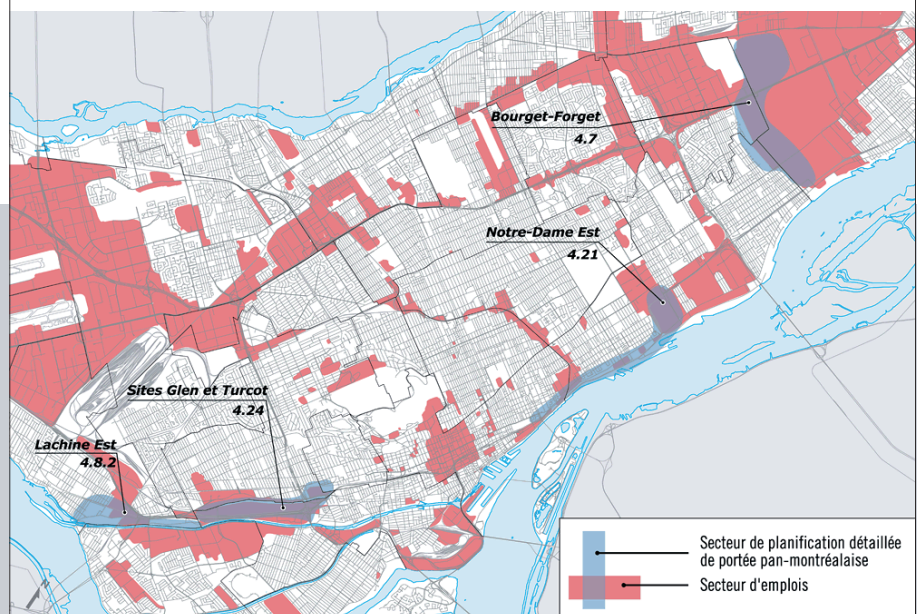 Bourget-Forget
4.7
Notre-Dame Est
4.21
Sites Glen et Turcot
4.24
Lachine Est
4.8.2
Secteur de planification détaillée
de portée pan-montréalaise
Secteur d'emplois